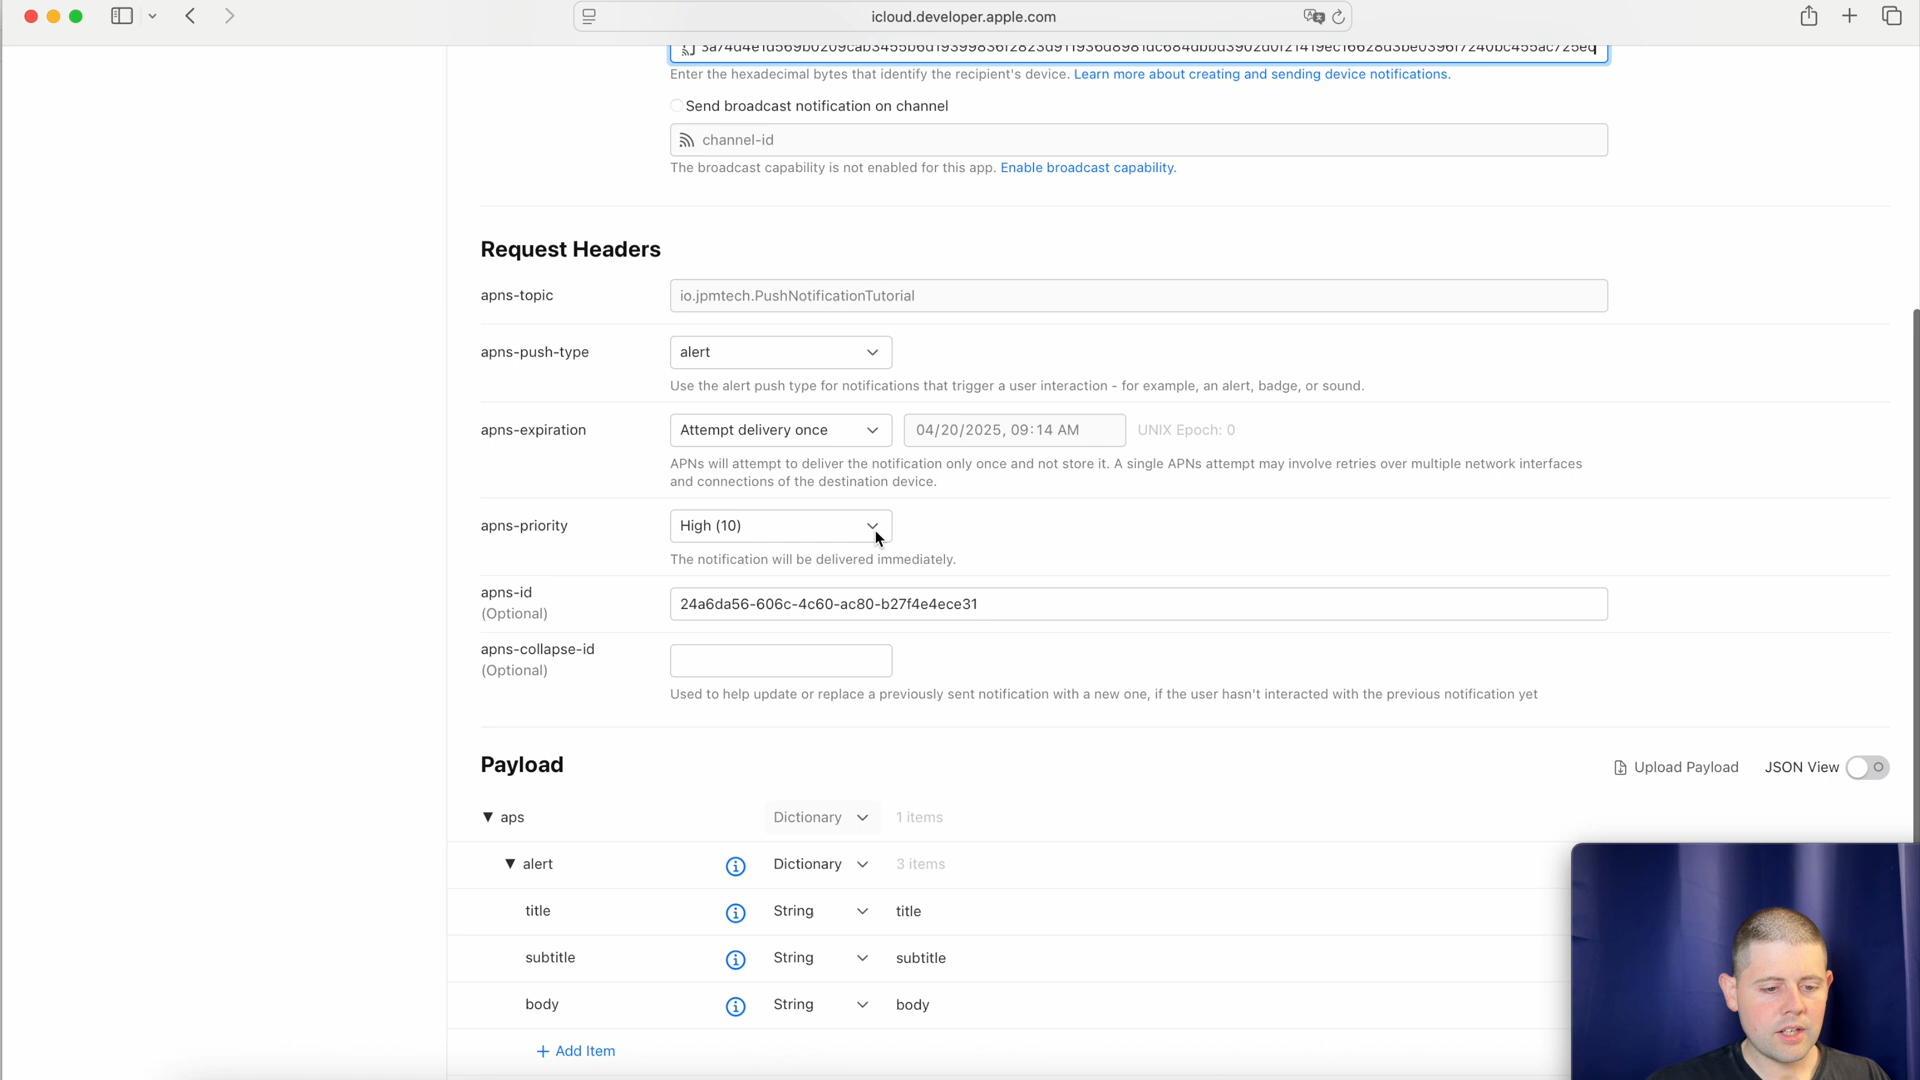 icloud.developer.apple.com
Enter the hexadecimal bytes that identify the recipient's device. Learn more about creating and sending device notifications.
Send broadcast notification on channel
channel-id
The broadcast capability is not enabled for this app. Enable broadcast capability.
Request Headers
apns-topic io.jpmtech.PushNotificationTutorial
apns-push-type alert
Use the alert push type for notifications that trigger a user interaction - for example, an alert, badge, or sound.
apns-expiration Attempt delivery once 04/20/2025, 09:14 AM UNIX Epoch: 0
APNs will attempt to deliver the notification only once and not store it. A single APNs attempt may involve retries over multiple network interfaces
and connections of the destination device.
apns-priority High (10)
The notification will be delivered immediately.
apns-id
(Optional)
24a6da56-606c-4c60-ac80-b27f4e4ece31
apns-collapse-id
(Optional)
Used to help update or replace a previously sent notification with a new one, if the user hasn't interacted with the previous notification yet
Payload Upload Payload JSON View
aps Dictionary 1 items
alert Dictionary 3 items
title String title
subtitle String subtitle
body String body
+ Add Item